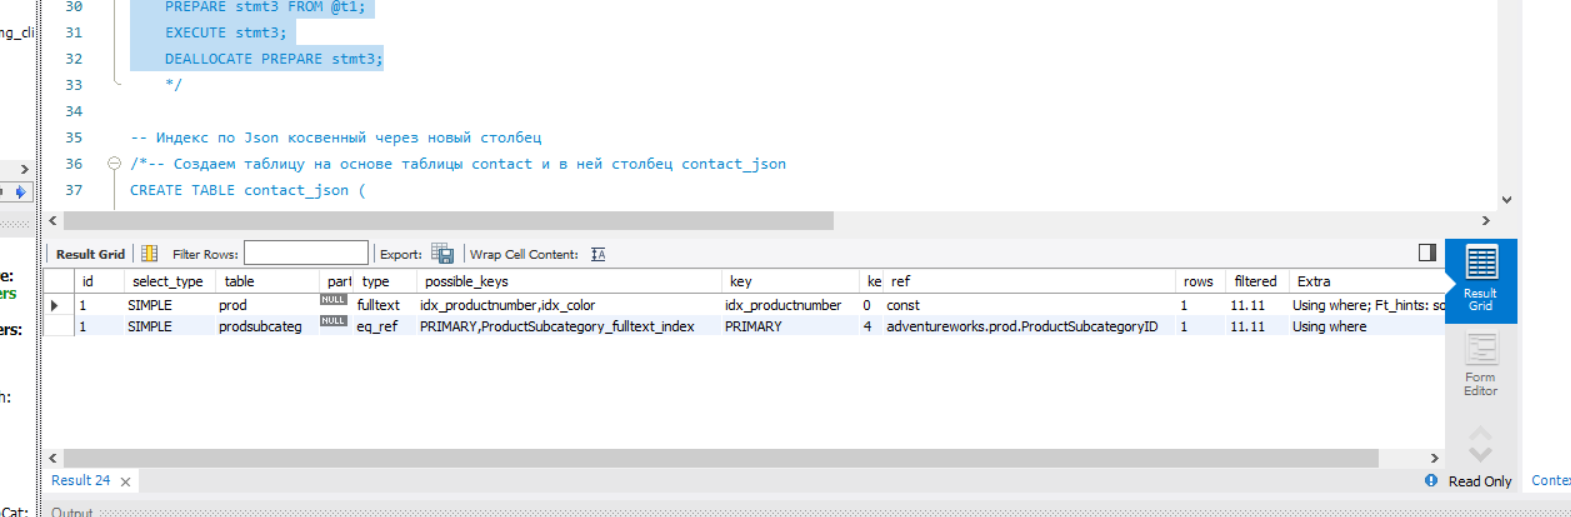 30 PREPARE stmt3 FROM @t1;
ng_cli 31 EXECUTE stmt3;
32 DEALLOCATE PREPARE stmt3;
33 */
34
35 -- Индекс по Json косвенный через новый столбец
36 /*-- Создаем таблицу на основе таблицы contact и в ней столбец contact_json
37 CREATE TABLE contact_json (
Result Grid Filter Rows: Export: Wrap Cell Content:
re:
ers
ers:
h:
Cat:
id select_type table part type possible_keys key ke ref rows filtered Extra
1 SIMPLE prod NULL fulltext idx_productnumber,idx_color idx_productnumber 0 const 1 11.11 Using where; Ft_hints: so
1 SIMPLE prodsubcateg NULL eq_ref PRIMARY,ProductSubcategory_fulltext_index PRIMARY 4 adventureworks.prod.ProductSubcategoryID 1 11.11 Using where
Result
Grid
Form
Editor
Result 24 Read Only Contex
Output